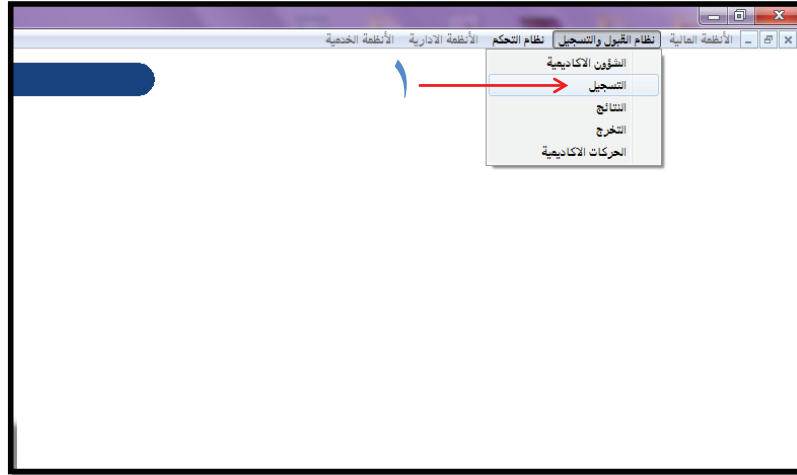 الأنظمة المالية نظام القبول والتسجيل نظام التحكم الأنظمة الادارية الأنظمة الخدمية
الشؤون الاكاديمية
١
التسجيل
النتائج
التخرج
الحركات الاكاديمية